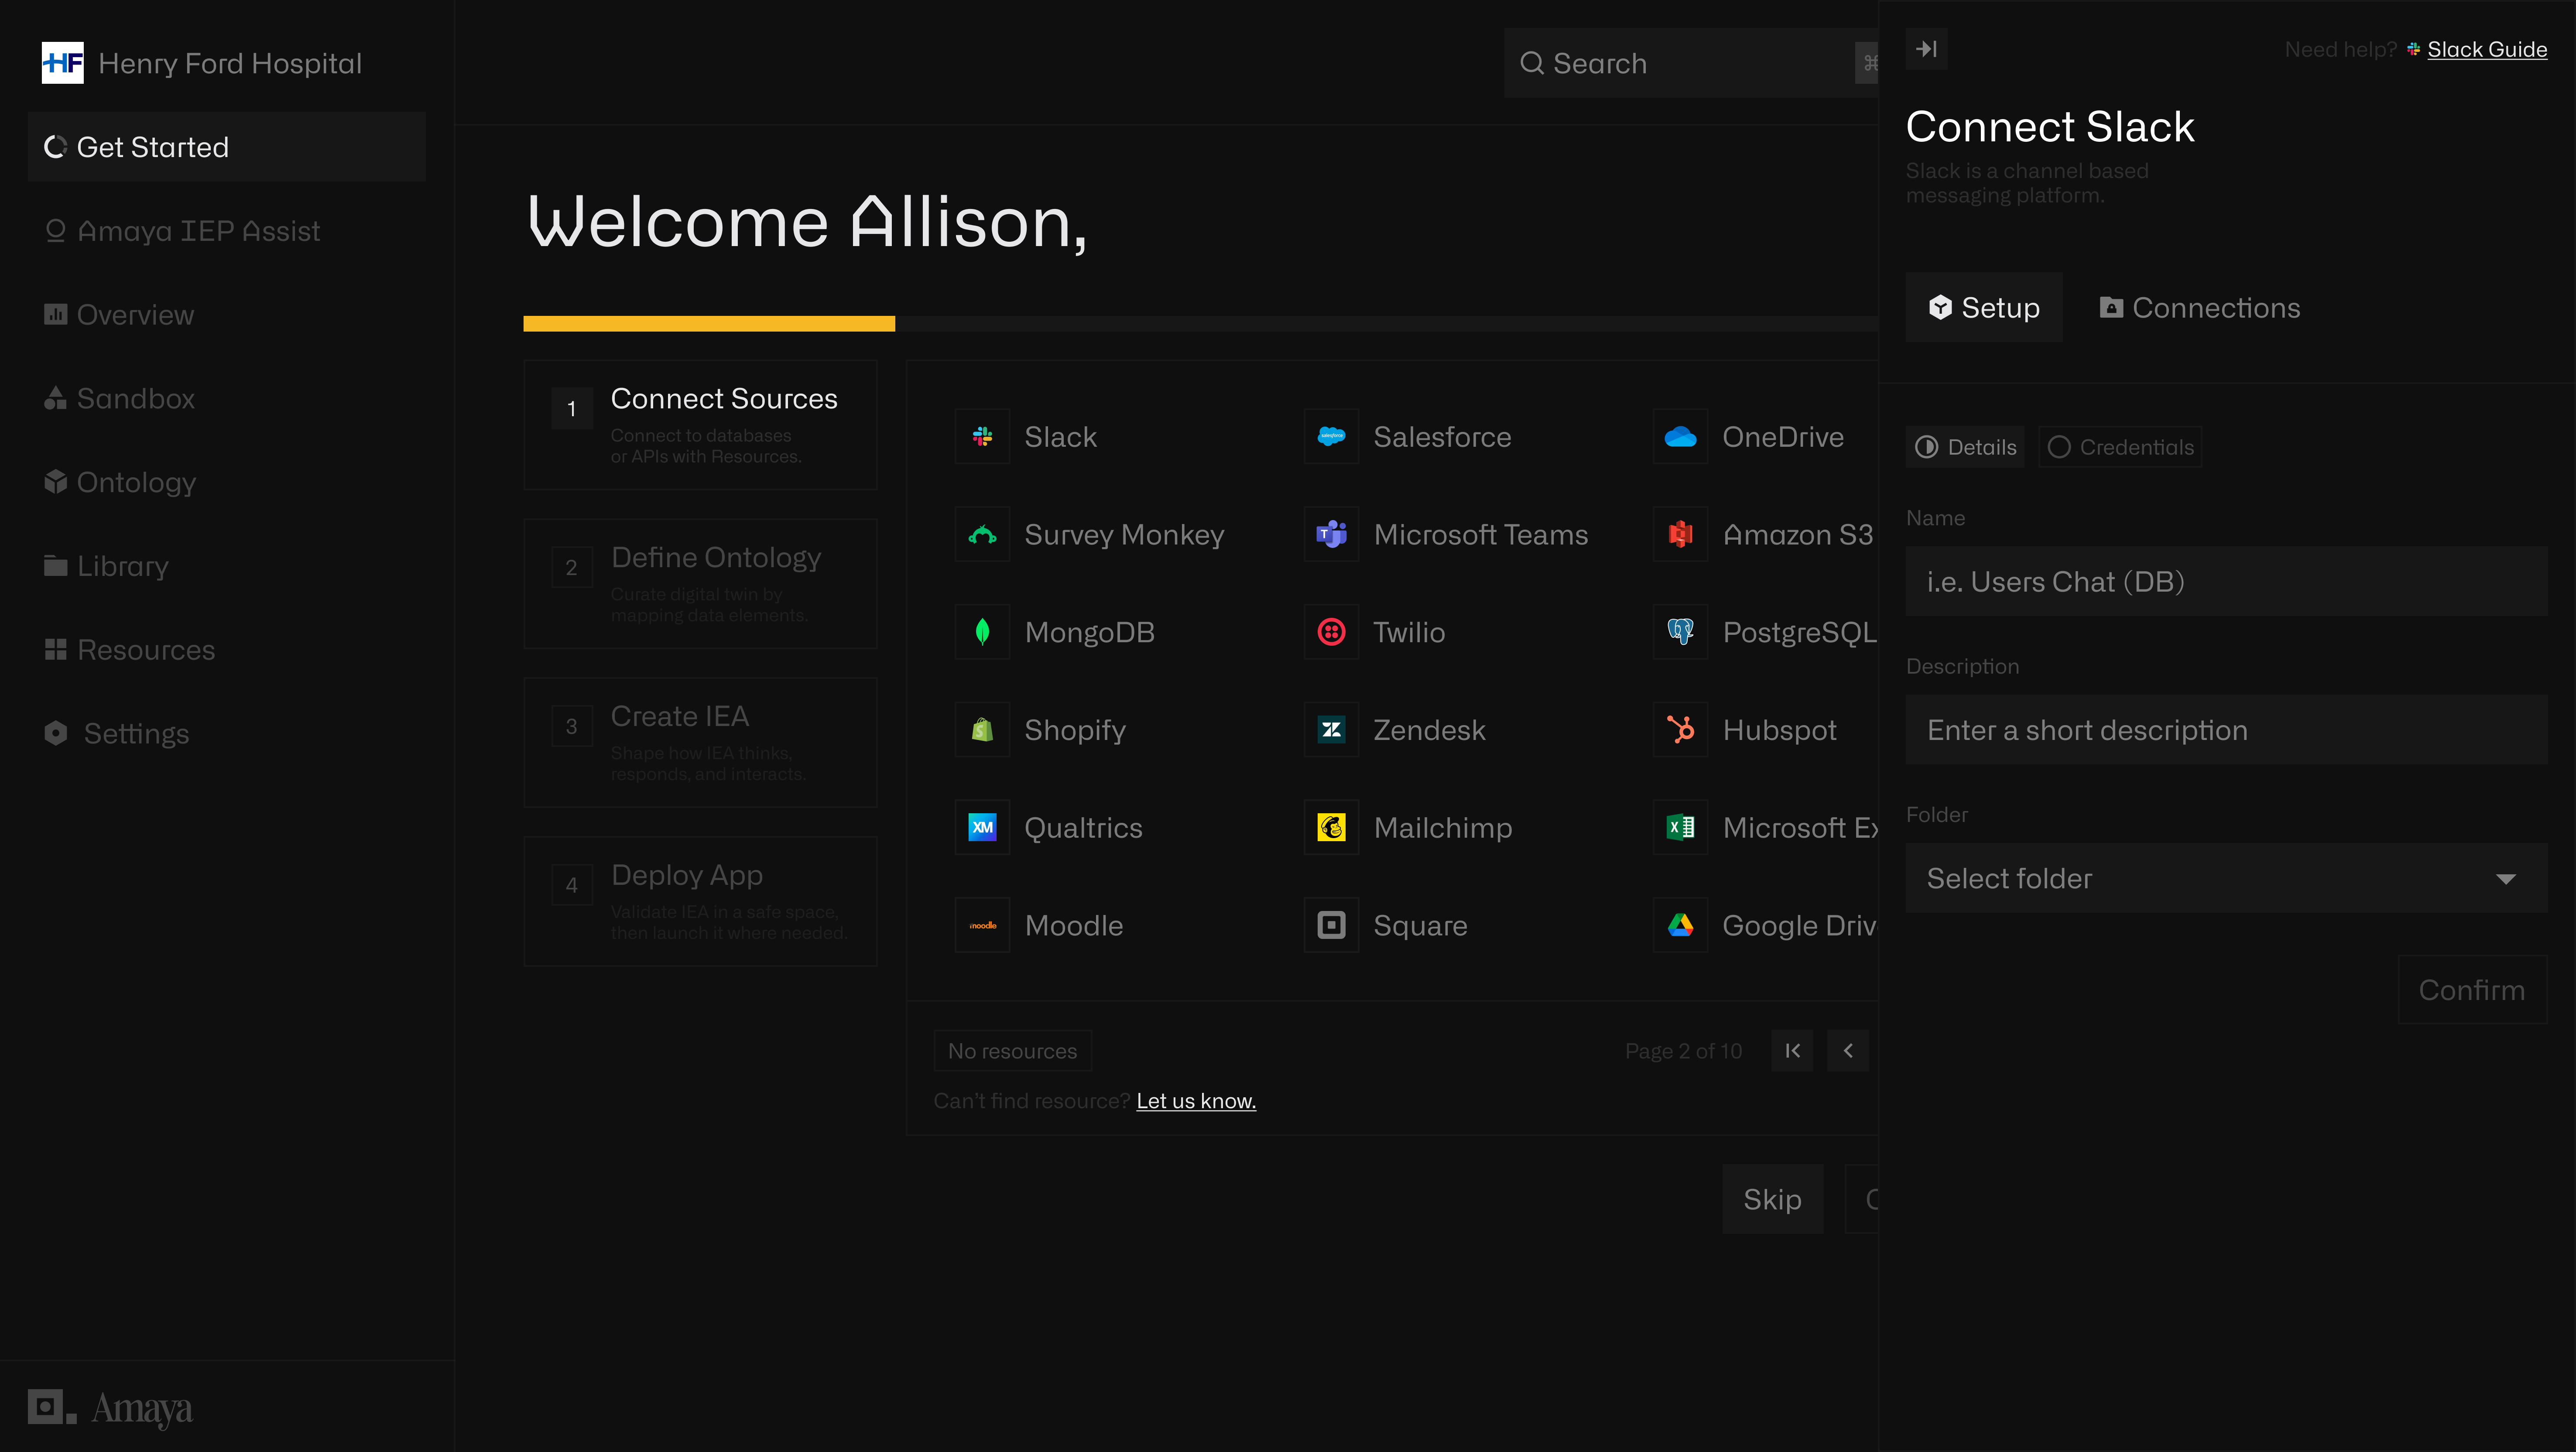 HF Henry Ford Hospital
Get Started
Amaya IEP Assist
Overview
Sandbox
Ontology
Library
Resources
Settings
Amaya
Search
⌘
Welcome Allison,
1
Connect Sources
Connect to databases
or APIs with Resources.
2
Define Ontology
Curate digital twin by
mapping data elements.
3
Create IEA
Shape how IEA thinks,
responds, and interacts.
4
Deploy App
Validate IEA in a safe space,
then launch it where needed.
Slack
Salesforce
salesforce
OneDrive
Survey Monkey
T
Microsoft Teams
Amazon S3
MongoDB
Twilio
PostgreSQL
Shopify
Zendesk
Hubspot
XM
Qualtrics
Mailchimp
X
Microsoft Ex
moodle
Moodle
Square
Google Driv
No resources
Page 2 of 10
Can't find resource? Let us know.
Skip
Need help? Slack Guide
Connect Slack
Slack is a channel based
messaging platform.
Setup
Connections
Details
Credentials
Name
i.e. Users Chat (DB)
Description
Enter a short description
Folder
Select folder
Confirm